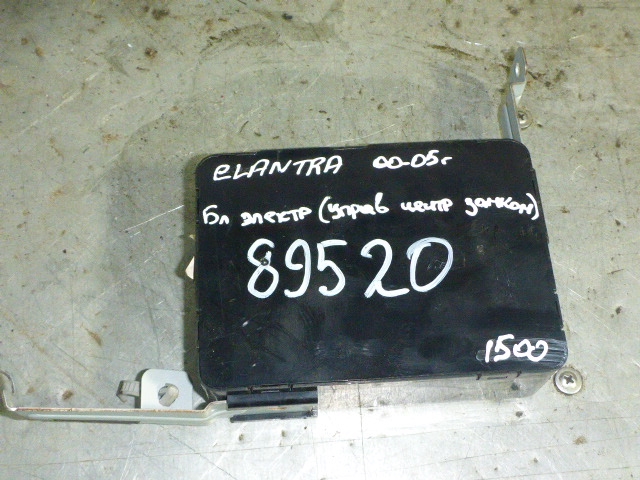 ELANTRA 00-05г
Бл электр (управ центр замком)
89520
1500